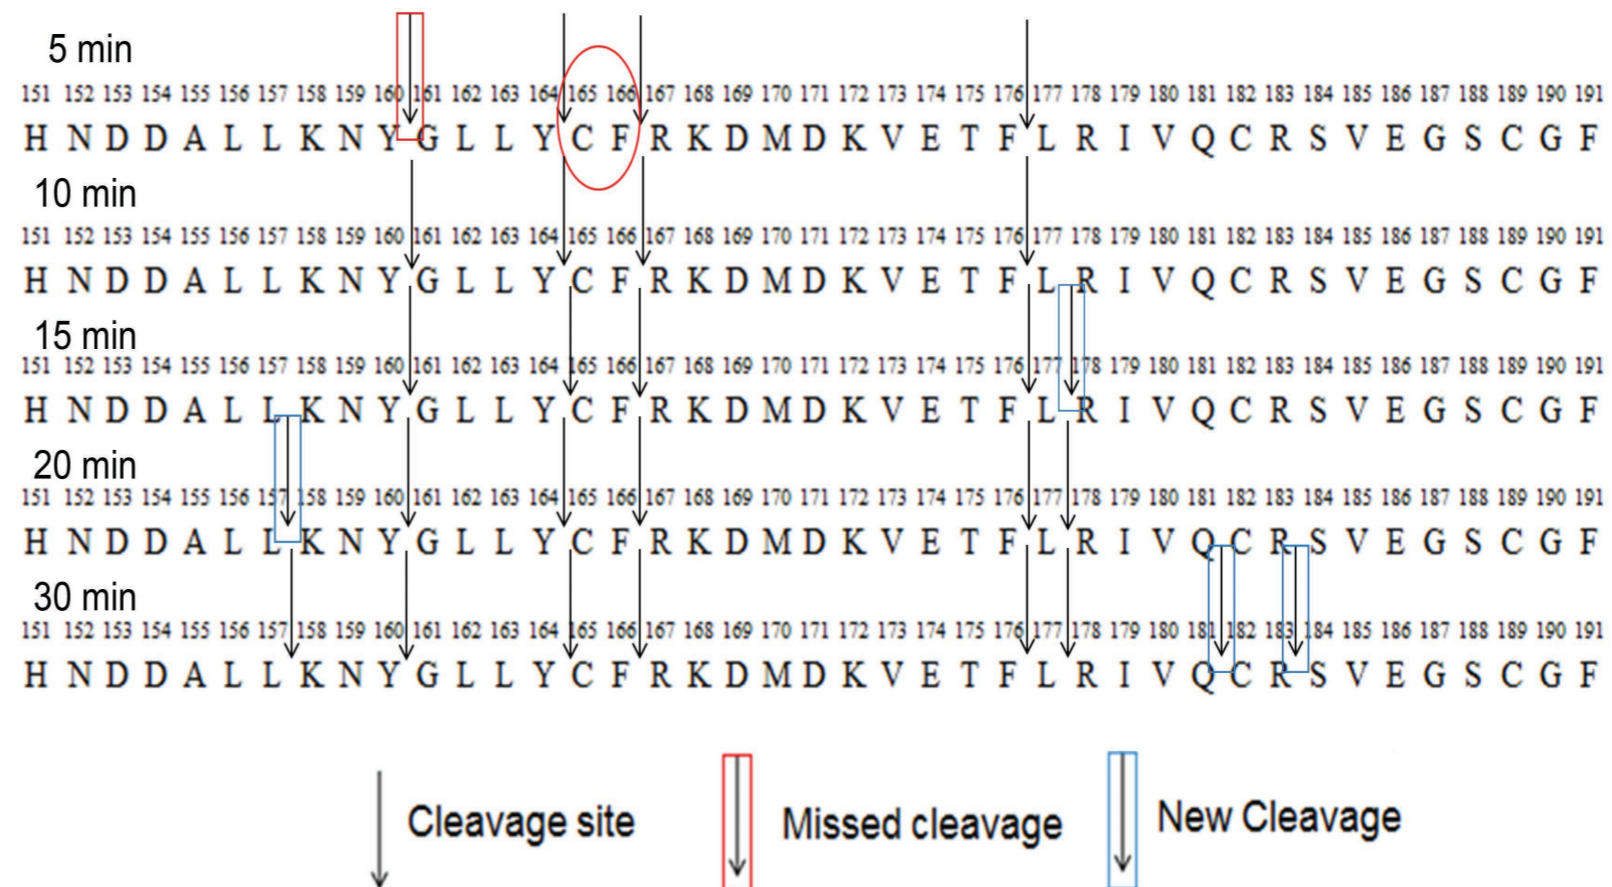 5 min
151 152 153 154 155 156 157 158 159 160 161 162 163 164 165 166 167 168 169 170 171 172 173 174 175 176 177 178 179 180 181 182 183 184 185 186 187 188 189 190 191
H N D D A L L K N Y G L L Y C F R K D M D K V E T F L R I V Q C R S V E G S C G F
10 min
151 152 153 154 155 156 157 158 159 160 161 162 163 164 165 166 167 168 169 170 171 172 173 174 175 176 177 178 179 180 181 182 183 184 185 186 187 188 189 190 191
H N D D A L L K N Y G L L Y C F R K D M D K V E T F L R I V Q C R S V E G S C G F
15 min
151 152 153 154 155 156 157 158 159 160 161 162 163 164 165 166 167 168 169 170 171 172 173 174 175 176 177 178 179 180 181 182 183 184 185 186 187 188 189 190 191
H N D D A L L K N Y G L L Y C F R K D M D K V E T F L R I V Q C R S V E G S C G F
20 min
151 152 153 154 155 156 157 158 159 160 161 162 163 164 165 166 167 168 169 170 171 172 173 174 175 176 177 178 179 180 181 182 183 184 185 186 187 188 189 190 191
H N D D A L L K N Y G L L Y C F R K D M D K V E T F L R I V Q C R S V E G S C G F
30 min
151 152 153 154 155 156 157 158 159 160 161 162 163 164 165 166 167 168 169 170 171 172 173 174 175 176 177 178 179 180 181 182 183 184 185 186 187 188 189 190 191
H N D D A L L K N Y G L L Y C F R K D M D K V E T F L R I V Q C R S V E G S C G F
Cleavage site
Missed cleavage
New Cleavage